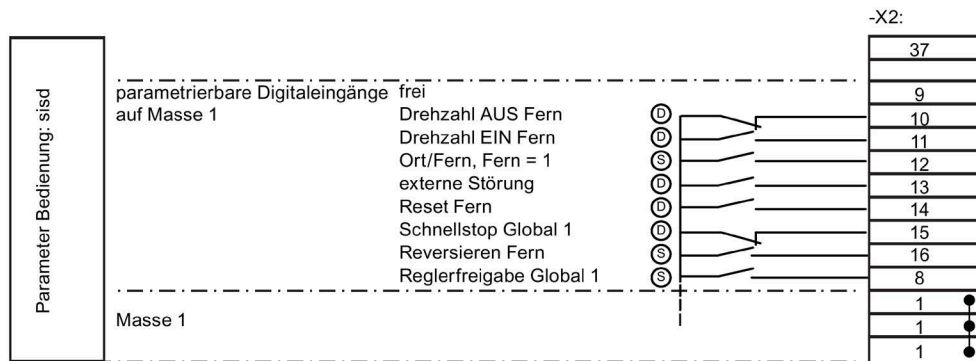 -X2:
37
parametrierbare Digitaleingänge frei 9
auf Masse 1 Drehzahl AUS Fern D 10
Drehzahl EIN Fern D 11
Ort/Fern, Fern = 1 S 12
externe Störung D 13
Reset Fern D 14
Schnellstop Global 1 D 15
Reversieren Fern S 16
Reglerfreigabe Global 1 S 8
Masse 1 1
1
1
Parameter Bedienung: sisd